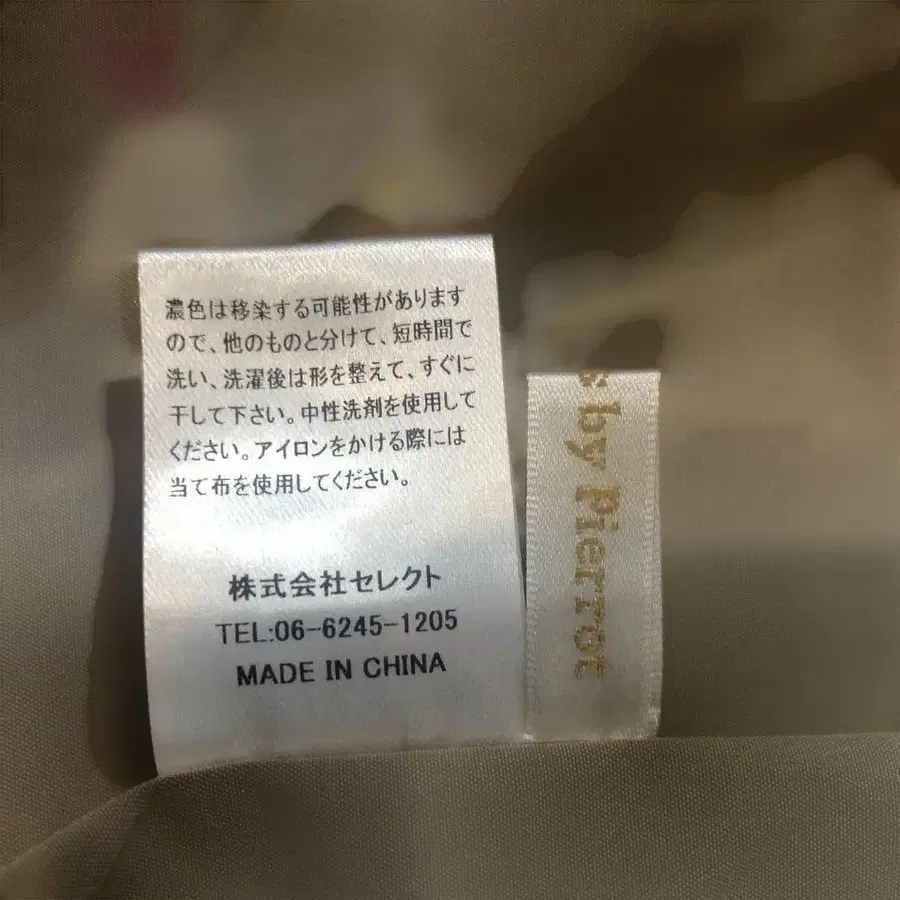 濃色は移染する可能性があります
ので、他のものと分けて、短時間で
洗い、洗濯後は形を整えて、すぐに
干して下さい。中性洗剤を使用して
ください。アイロンをかける際には
当て布を使用してください。
株式会社セレクト
TEL:06-6245-1205
MADE IN CHINA
by Pierrot